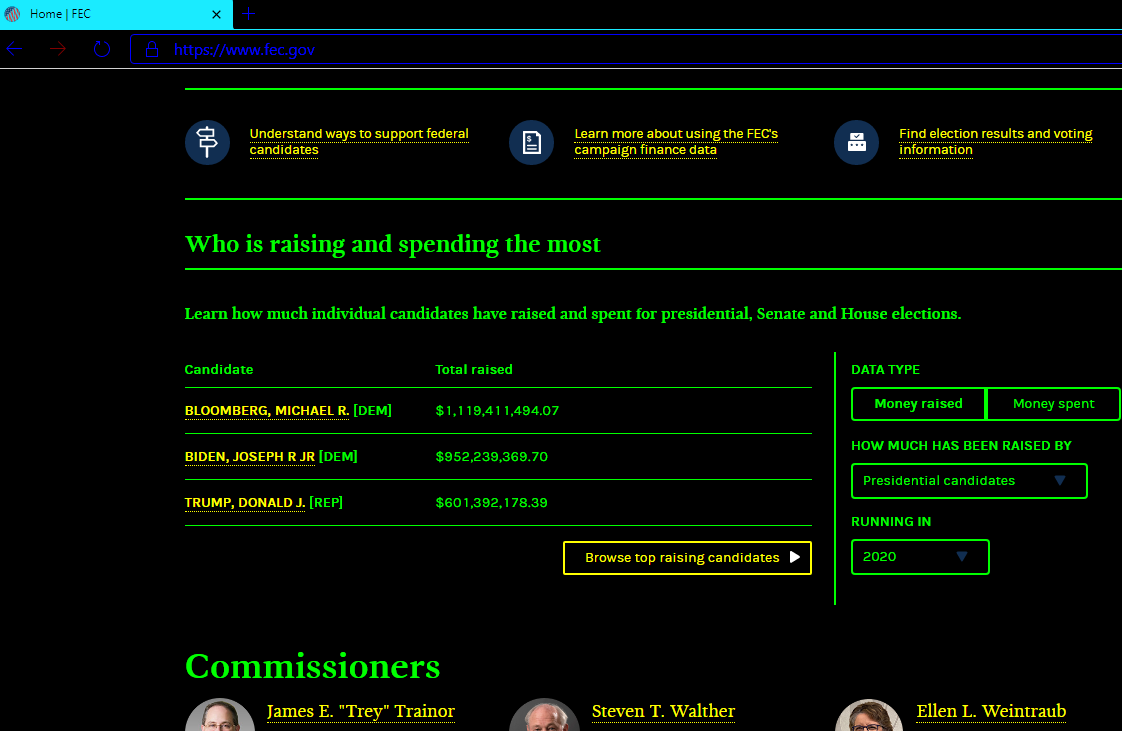 Home | FEC
https://www.fec.gov
Understand ways to support federal
candidates
Learn more about using the FEC's
campaign finance data
Find election results and voting
information
Who is raising and spending the most
Learn how much individual candidates have raised and spent for presidential, Senate and House elections.
Candidate Total raised
BLOOMBERG, MICHAEL R. [DEM] $1,119,411,494.07
BIDEN, JOSEPH R JR [DEM] $952,239,369.70
TRUMP, DONALD J. [REP] $601,392,178.39
Browse top raising candidates
DATA TYPE
Money raised Money spent
HOW MUCH HAS BEEN RAISED BY
Presidential candidates
RUNNING IN
2020
Commissioners
James E. "Trey" Trainor
Steven T. Walther
Ellen L. Weintraub